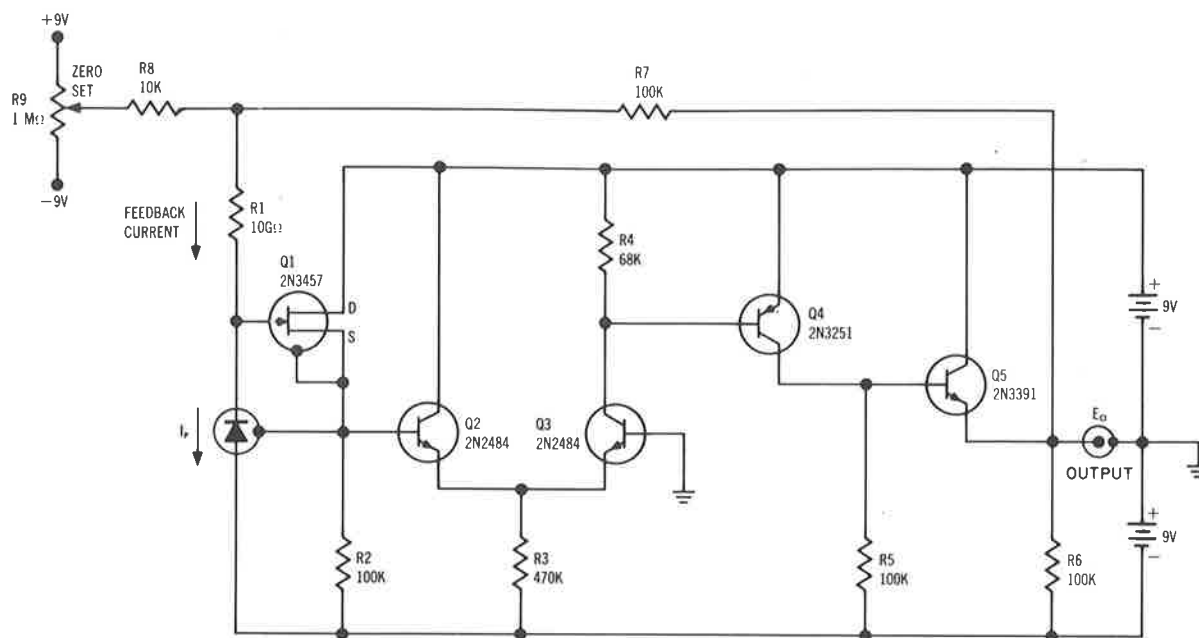 +9V
ZERO
SET
R9
1 MΩ
−9V
R8
10K
R7
100K
FEEDBACK
CURRENT
R1
10GΩ
Q1
2N3457
D
S
R4
68K
Q4
2N3251
+
9V
−
Q5
2N3391
IP
Q2
2N2484
Q3
2N2484
Eo
OUTPUT
R2
100K
R3
470K
R5
100K
R6
100K
+
9V
−